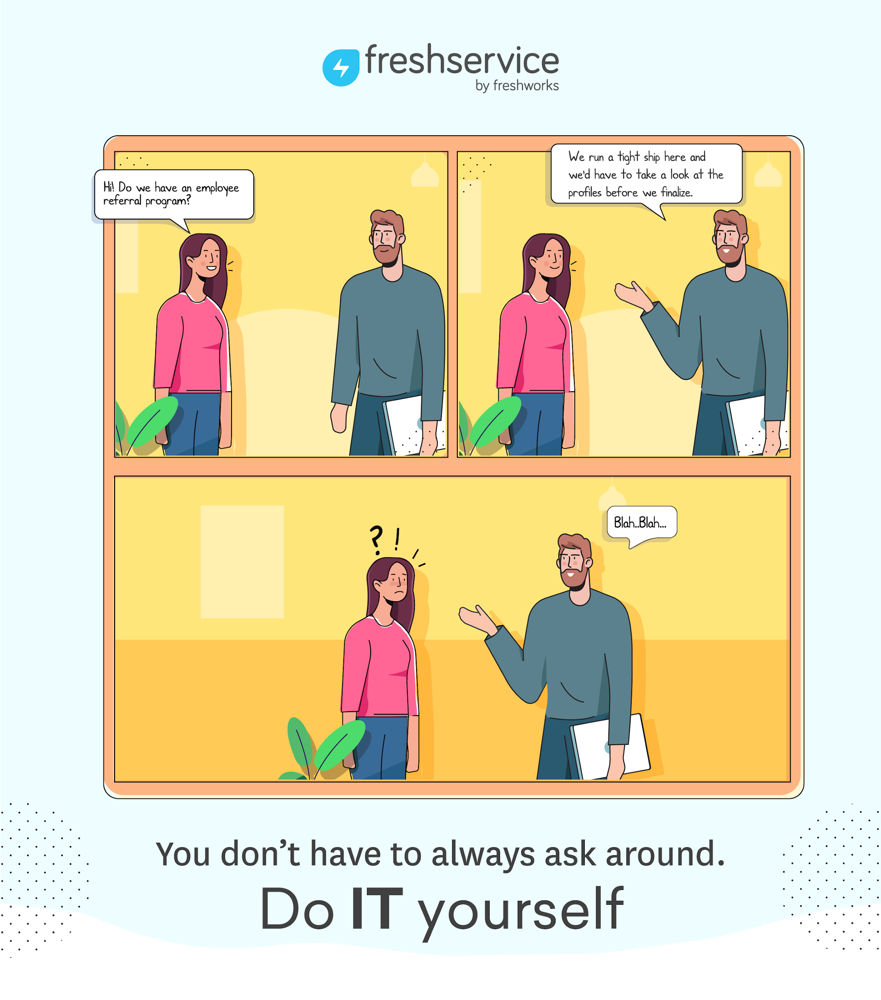 freshservice
by freshworks
Hi! Do we have an employee
referral program?
We run a tight ship here and
we'd have to take a look at the
profiles before we finalize.
? !
Blah..Blah...
You don’t have to always ask around.
Do IT yourself